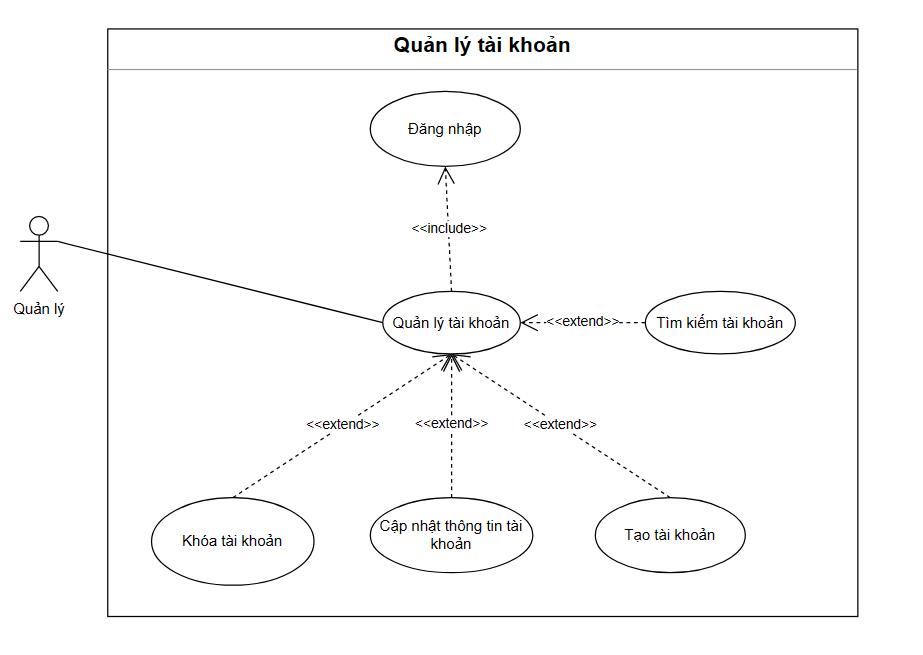 Quản lý tài khoản
Đăng nhập
<<include>>
Quản lý
Quản lý tài khoản
<<extend>>
Tìm kiếm tài khoản
<<extend>>
<<extend>>
<<extend>>
Khóa tài khoản
Cập nhật thông tin tài
khoản
Tạo tài khoản